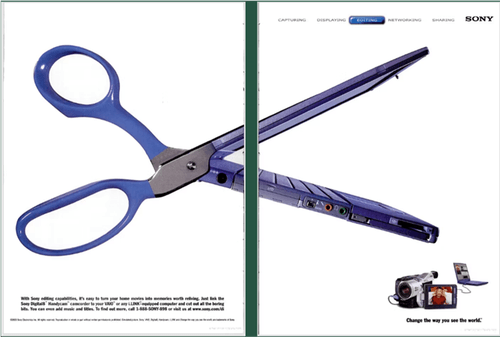 CAPTURING DISPLAYING EDITING NETWORKING SHARING SONY
With Sony editing capabilities, it's easy to turn your home movies into memories worth reliving. Just link the
Sony Digital8™ Handycam® camcorder to your VAIO® or any i.LINK®-equipped computer and cut out all the boring
bits. You can even add music and titles. To find out more, call 1-888-SONY-898 or visit us at www.sony.com/di
Change the way you see the world.™